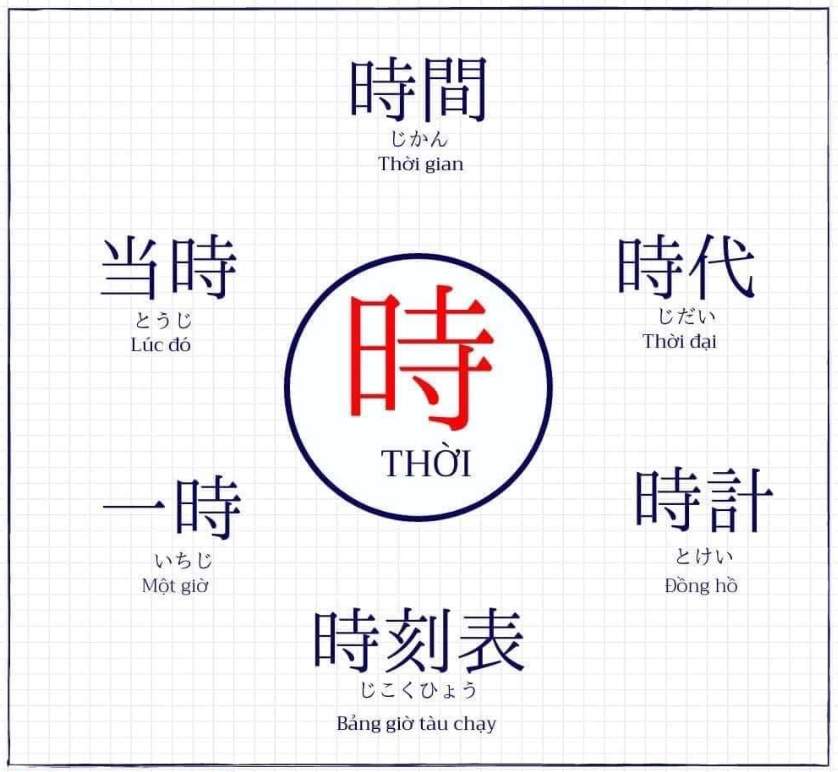 時間
じかん
Thời gian
当時
とうじ
Lúc đó
時代
じだい
Thời đại
時
THỜI
一時
いちじ
Một giờ
時計
とけい
Đồng hồ
時刻表
じこくひょう
Bảng giờ tàu chạy